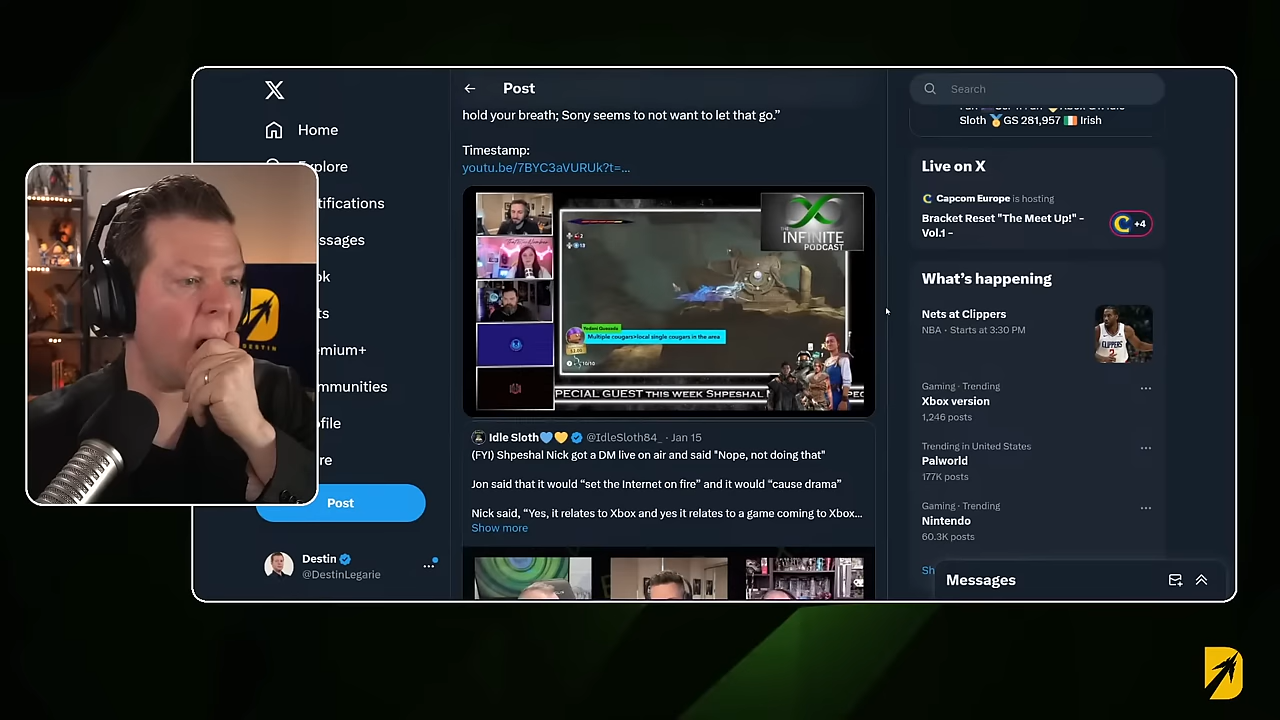 Post
Search
hold your breath; Sony seems to not want to let that go."
Timestamp:
youtu.be/7BYC3aVURUk?t=...
Home
Explore
Premium+
Post
Destin
@DestinLegarie
DESTIN
INFINITE
PODCAST
Multiple cougars>local single cougars in the area
PECIAL GUEST THIS WEEK SHPESHAL
Idle Sloth💙💛 @IdleSloth84_ · Jan 15
(FYI) Shpeshal Nick got a DM live on air and said "Nope, not doing that"
Jon said that it would “set the Internet on fire” and it would “cause drama”
Nick said, “Yes, it relates to Xbox and yes it relates to a game coming to Xbox...
Show more
Sloth🏅GS 281,957 🇮🇪 Irish
Live on X
Capcom Europe is hosting
Bracket Reset "The Meet Up!" -
Vol.1 -
+4
What’s happening
Nets at Clippers
NBA · Starts at 3:30 PM
Gaming · Trending
Xbox version
1,246 posts
Trending in United States
Palworld
177K posts
Gaming · Trending
Nintendo
60.3K posts
Messages